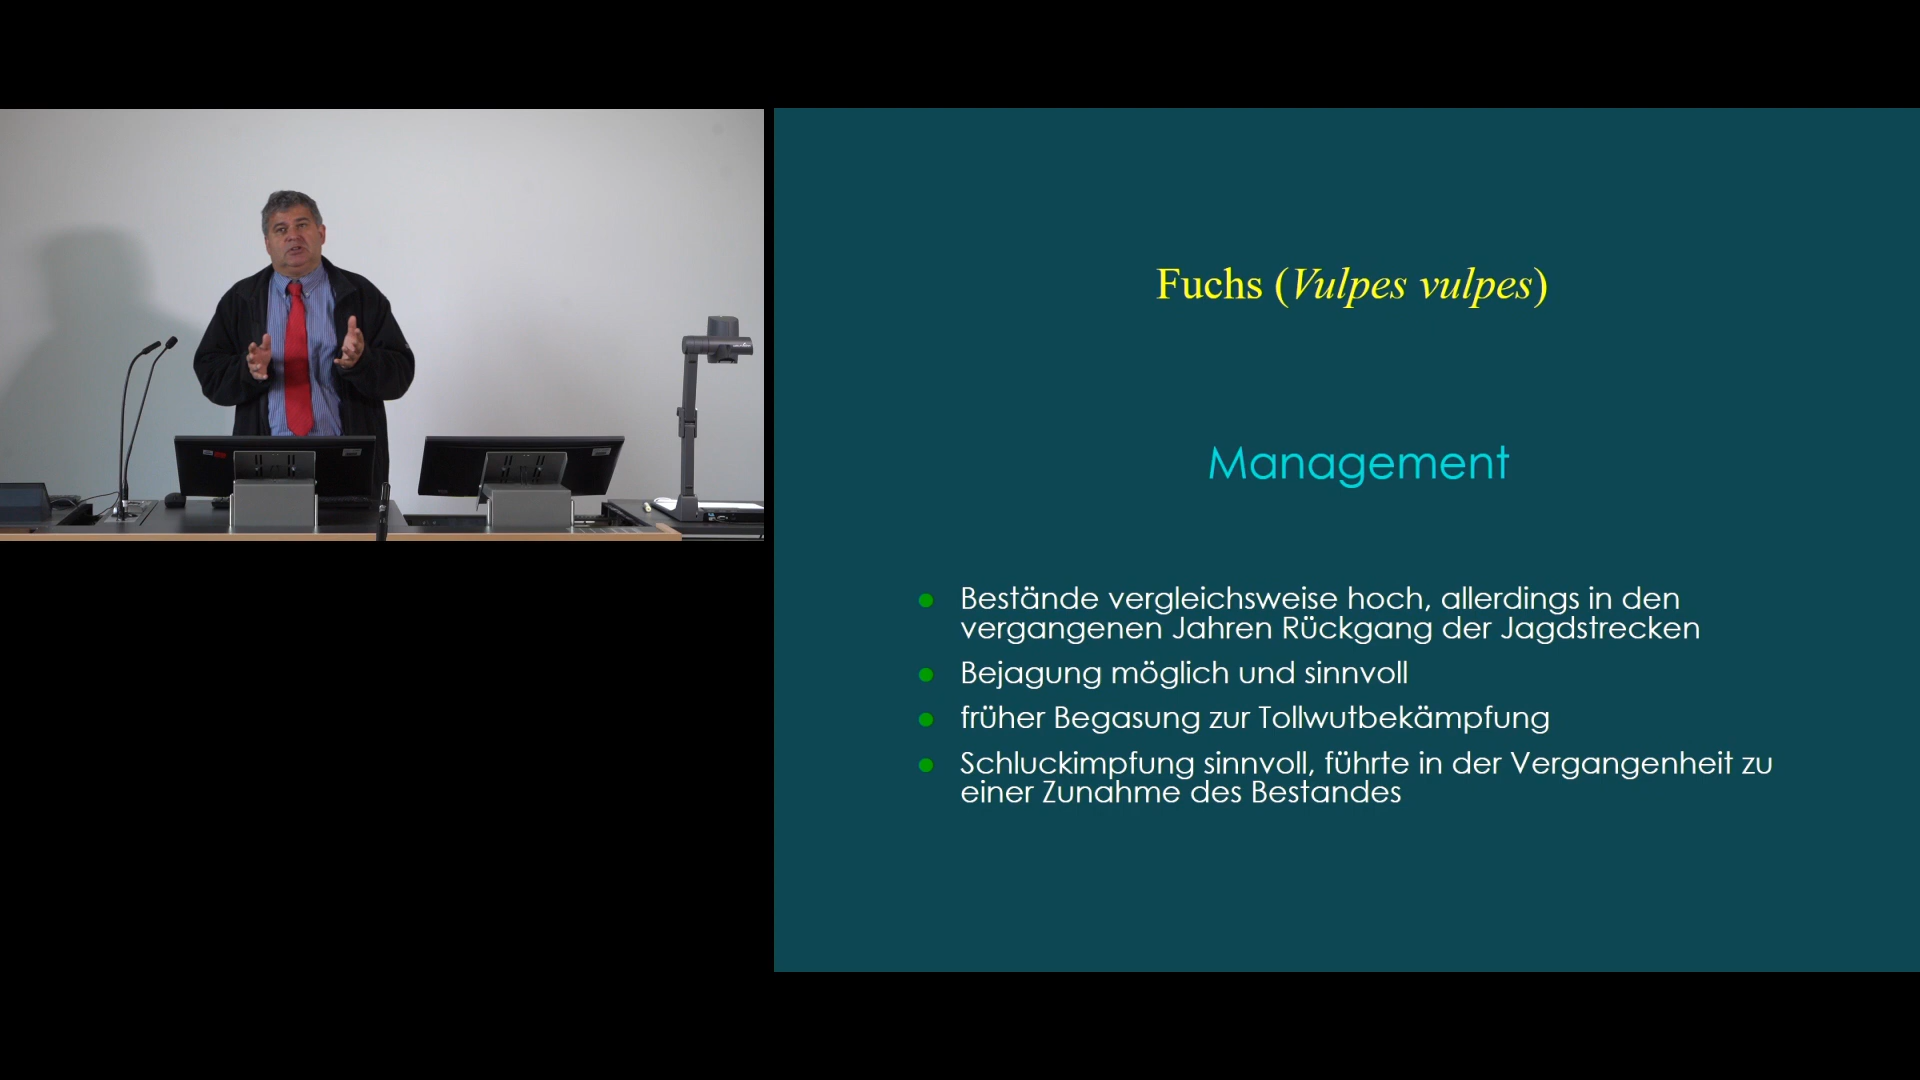 Fuchs (Vulpes vulpes)
Management
Bestände vergleichsweise hoch, allerdings in den
vergangenen Jahren Rückgang der Jagdstrecken
Bejagung möglich und sinnvoll
früher Begasung zur Tollwutbekämpfung
Schluckimpfung sinnvoll, führte in der Vergangenheit zu
einer Zunahme des Bestandes